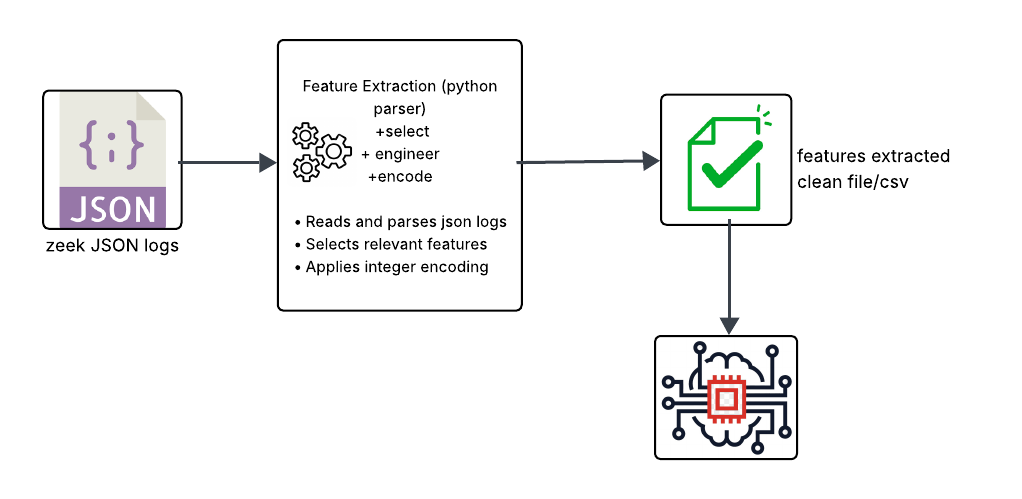 {;}
JSON
zeek JSON logs
Feature Extraction (python
parser)
+select
+ engineer
+encode
• Reads and parses json logs
• Selects relevant features
• Applies integer encoding
features extracted
clean file/csv